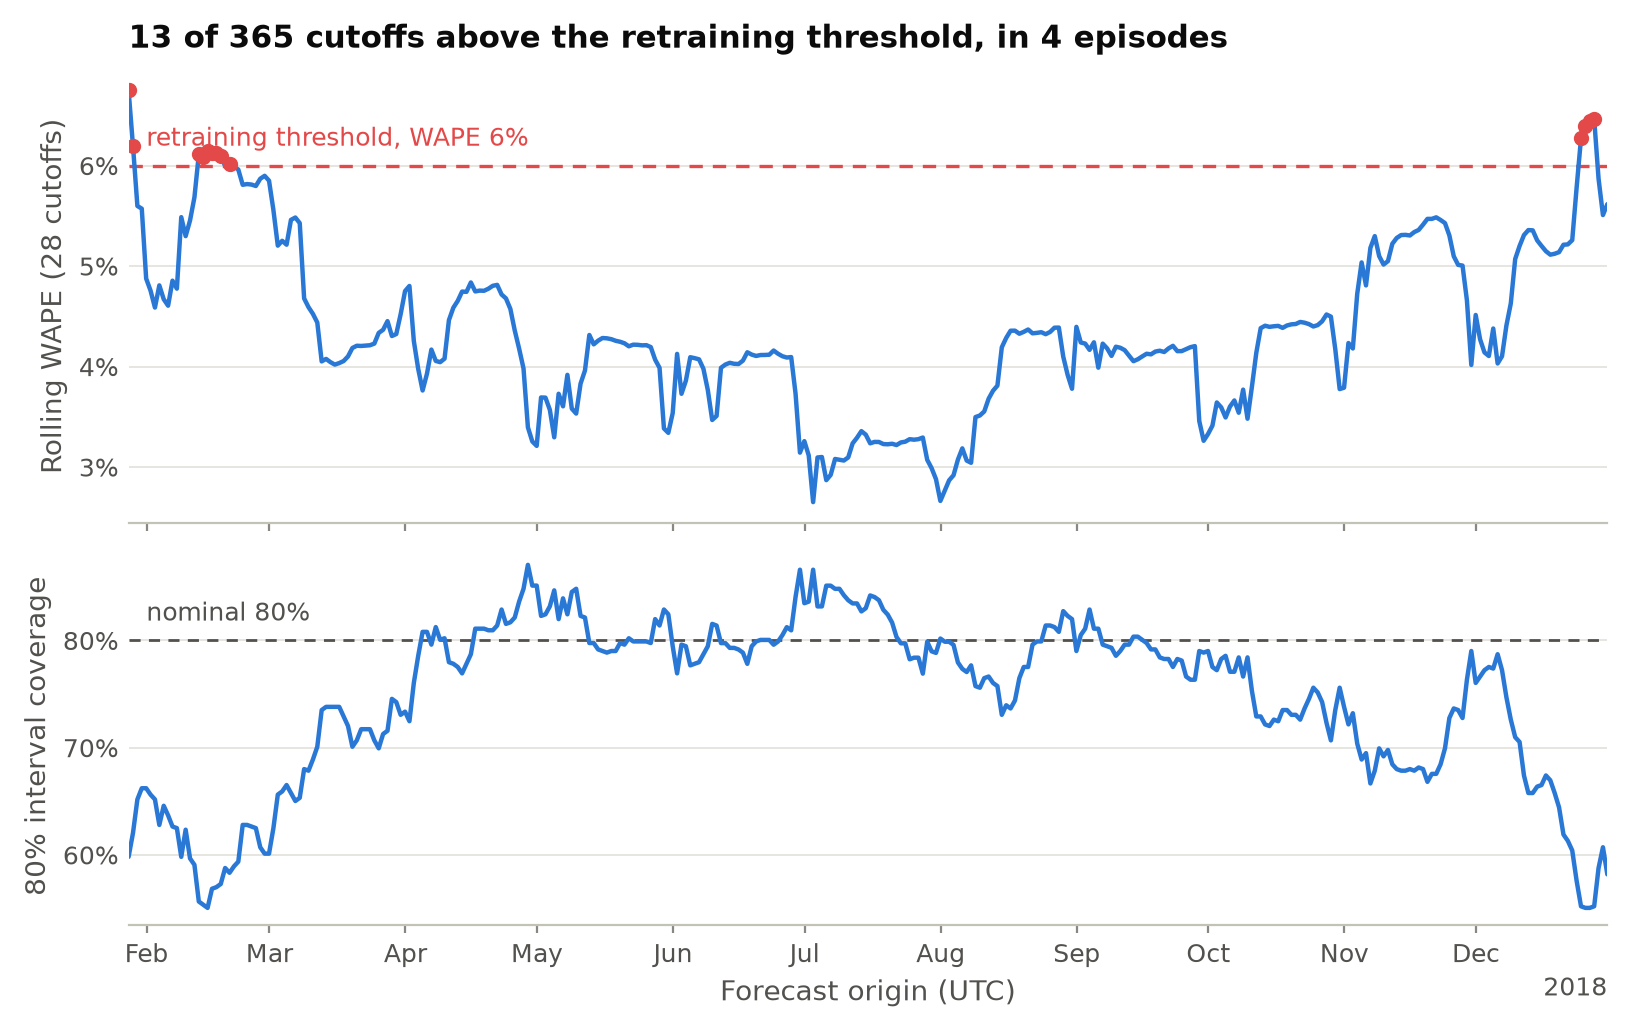 13 of 365 cutoffs above the retraining threshold, in 4 episodes
Rolling WAPE (28 cutoffs)
retraining threshold, WAPE 6%
6%
5%
4%
3%
80% interval coverage
nominal 80%
80%
70%
60%
Feb Mar Apr May Jun Jul Aug Sep Oct Nov Dec
Forecast origin (UTC)
2018